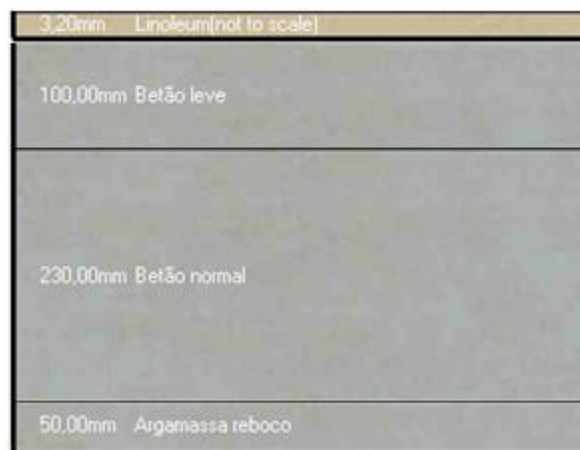 3,20mm Linoleum(not to scale)
100,00mm Betão leve
230,00mm Betão normal
50,00mm Argamassa reboco